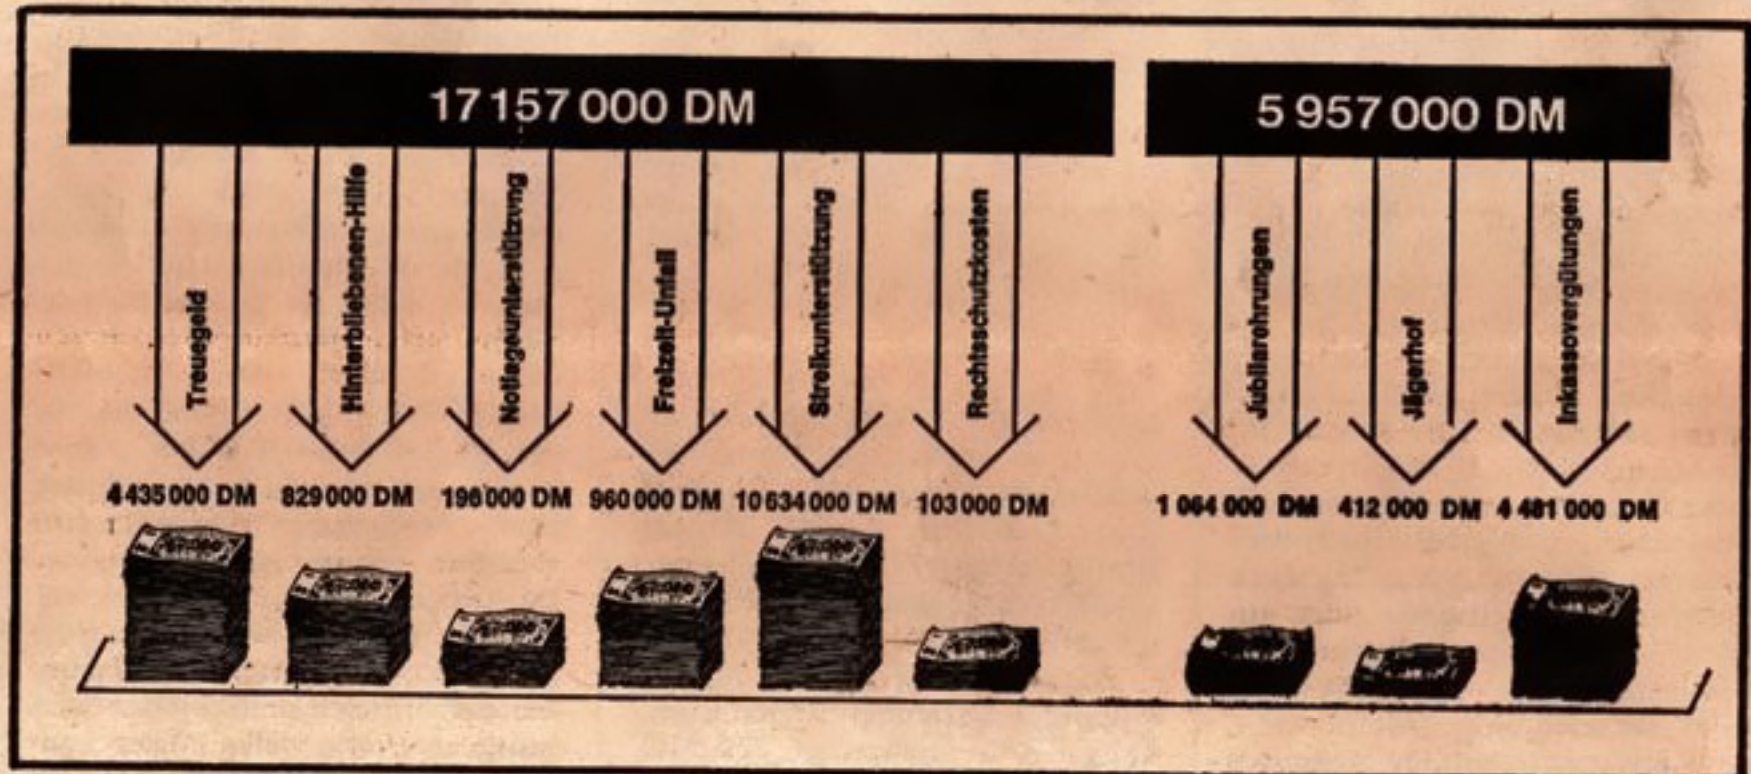 17 157 000 DM
5 957 000 DM
Treuegeld
Hinterbliebenen-Hilfe
Notlageunterstützung
Freizeit-Unfall
Streikunterstützung
Rechtsschutzkosten
Jubilarehrungen
Jägerhof
Inkassovergütungen
4 435 000 DM 829 000 DM 196 000 DM 960 000 DM 10 634 000 DM 103 000 DM
1 064 000 DM 412 000 DM 4 481 000 DM